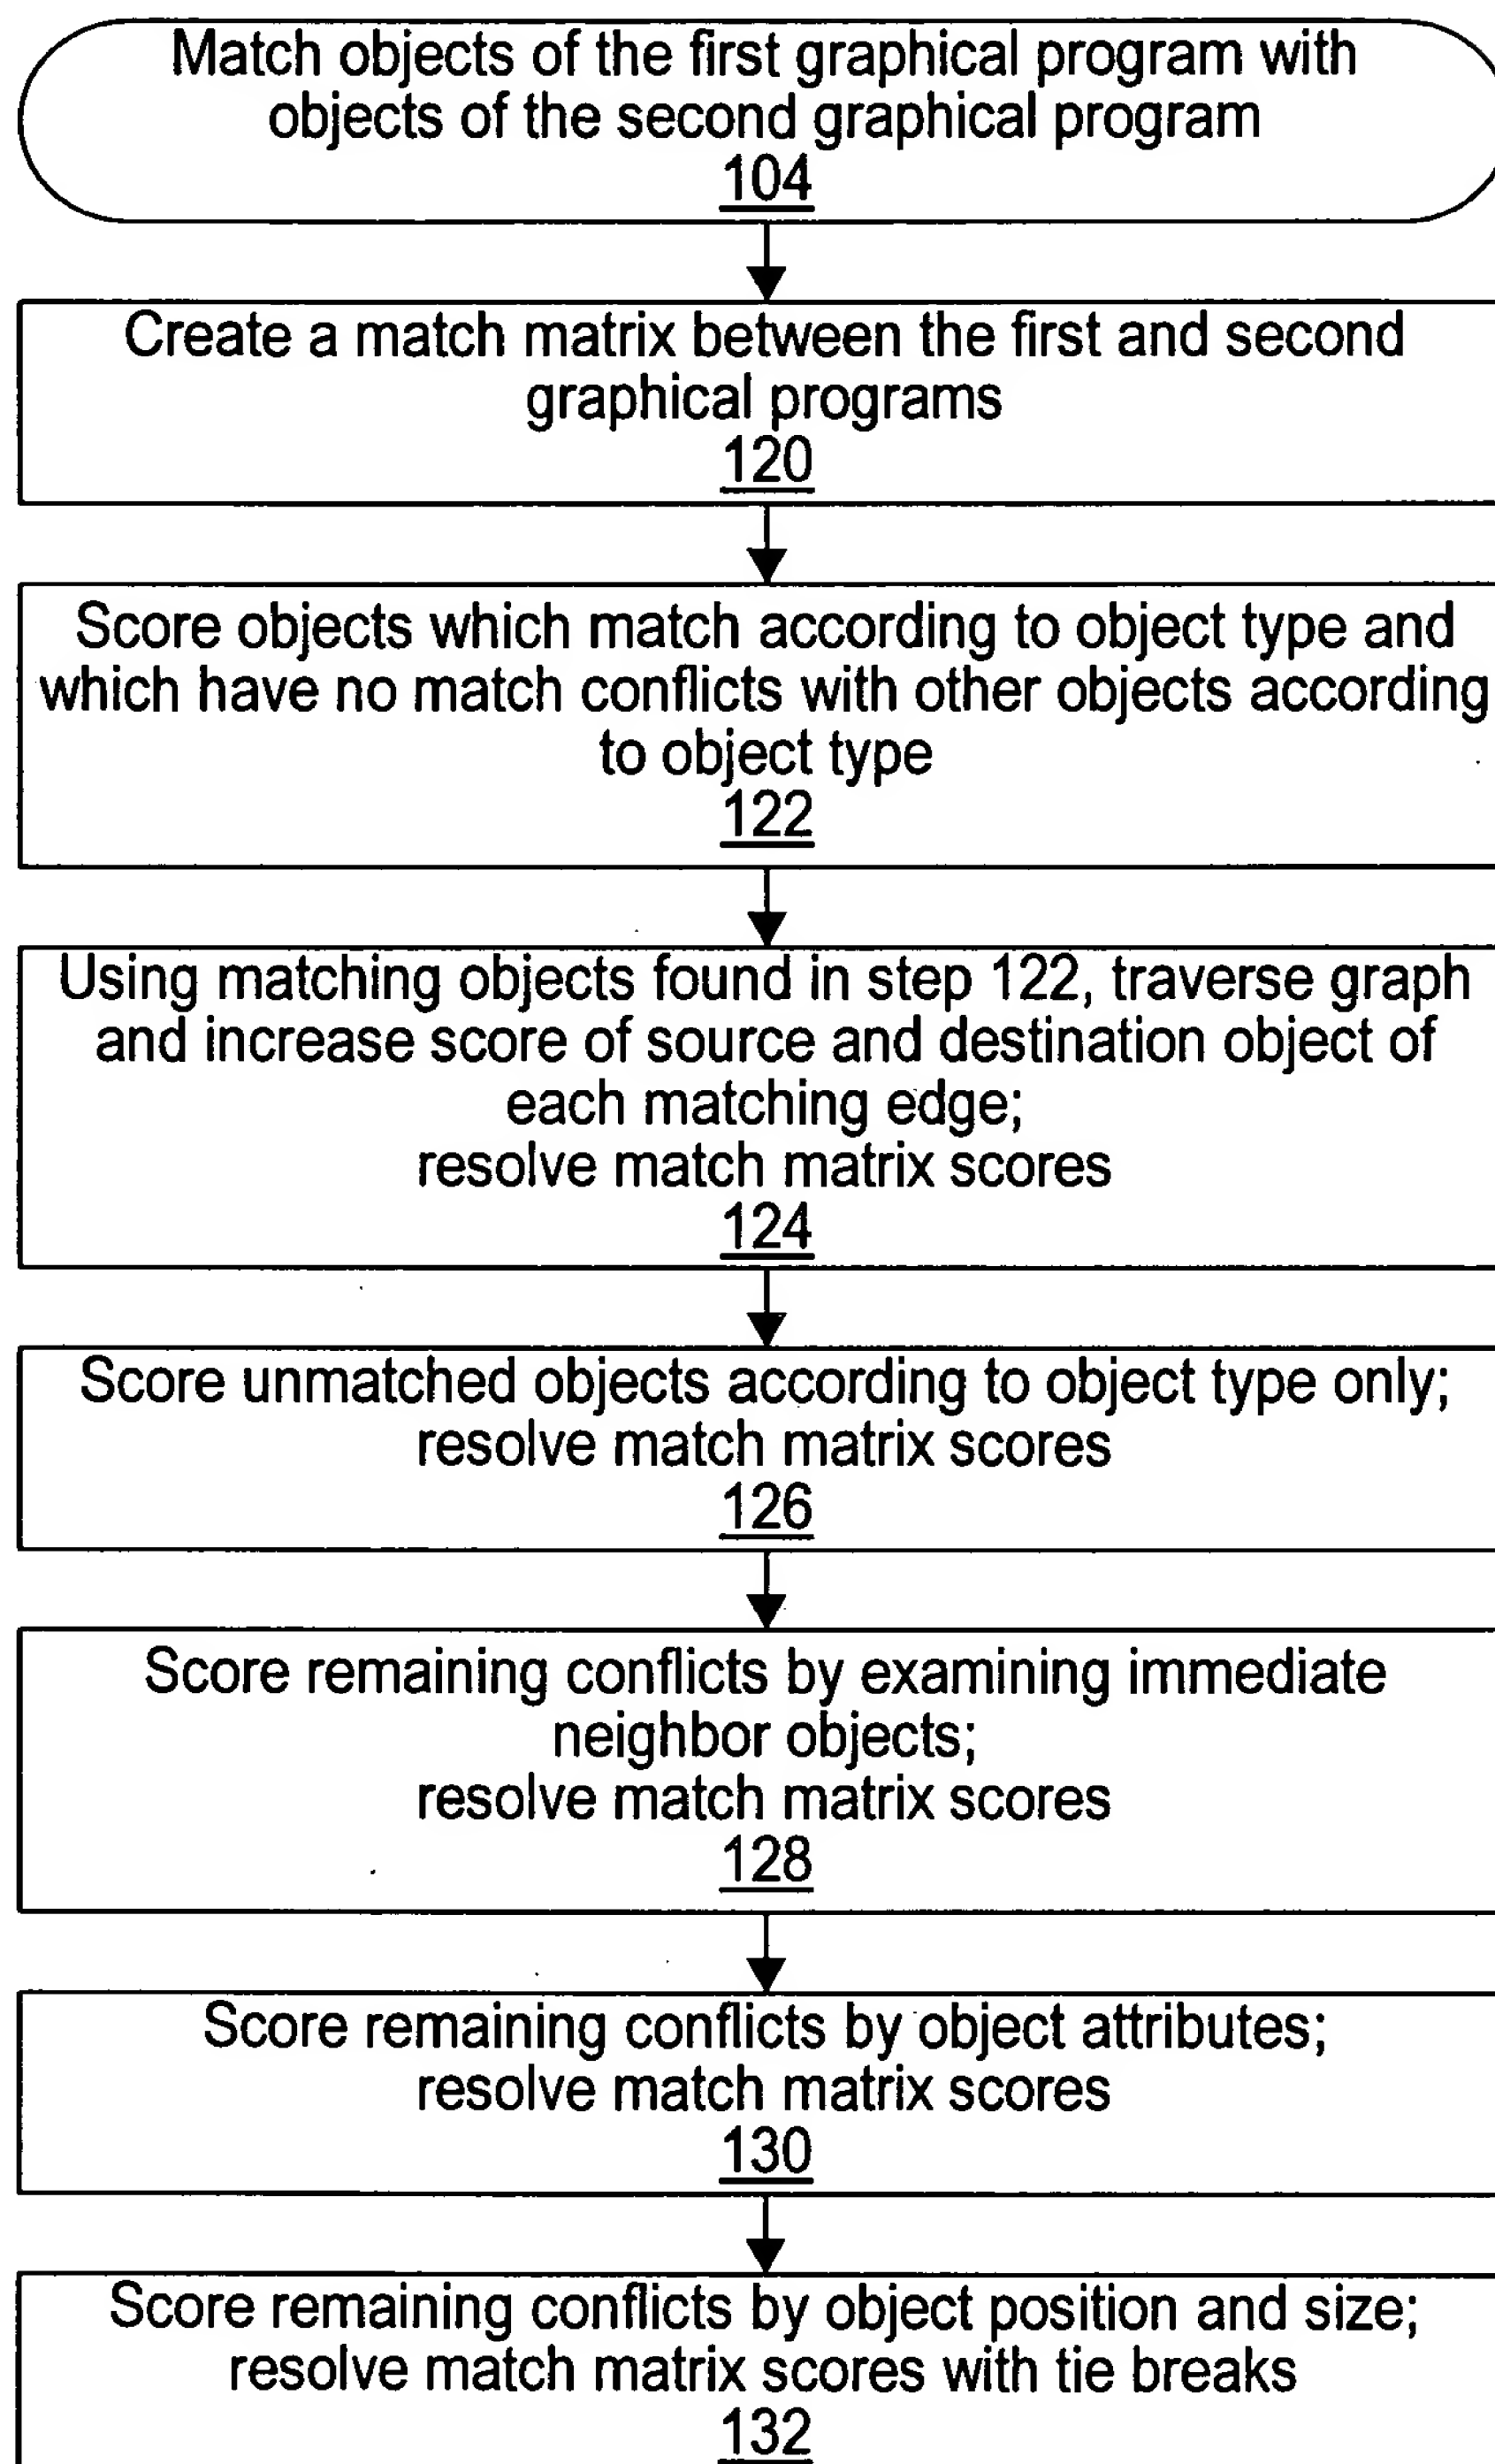 Match objects of the first graphical program with
objects of the second graphical program
104
Create a match matrix between the first and second
graphical programs
120
Score objects which match according to object type and
which have no match conflicts with other objects according
to object type
122
Using matching objects found in step 122, traverse graph
and increase score of source and destination object of
each matching edge;
resolve match matrix scores
124
Score unmatched objects according to object type only;
resolve match matrix scores
126
Score remaining conflicts by examining immediate
neighbor objects;
resolve match matrix scores
128
Score remaining conflicts by object attributes;
resolve match matrix scores
130
Score remaining conflicts by object position and size;
resolve match matrix scores with tie breaks
132